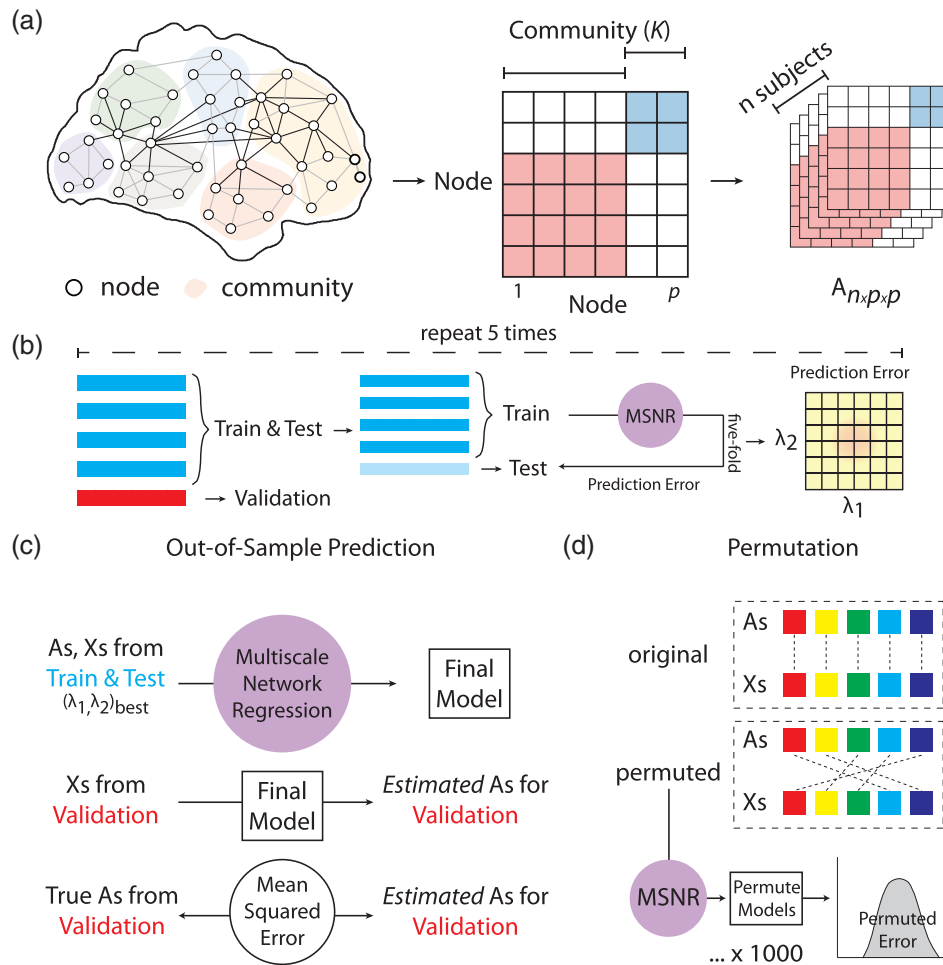 (a)
Community (K)
n subjects
Node
1
p
Node
node
community
A n×p×p
(b)
repeat 5 times
Train & Test
Validation
Train
Test
MSNR
five-fold
Prediction Error
Prediction Error
λ2
λ1
(c)
Out-of-Sample Prediction
As, Xs from
Train & Test
(λ1,λ2)best
Multiscale
Network
Regression
Final
Model
Xs from
Validation
Final
Model
Estimated As for
Validation
True As from
Validation
Mean
Squared
Error
Estimated As for
Validation
(d)
Permutation
original
As
Xs
permuted
As
Xs
MSNR
Permute
Models
... x 1000
Permuted
Error